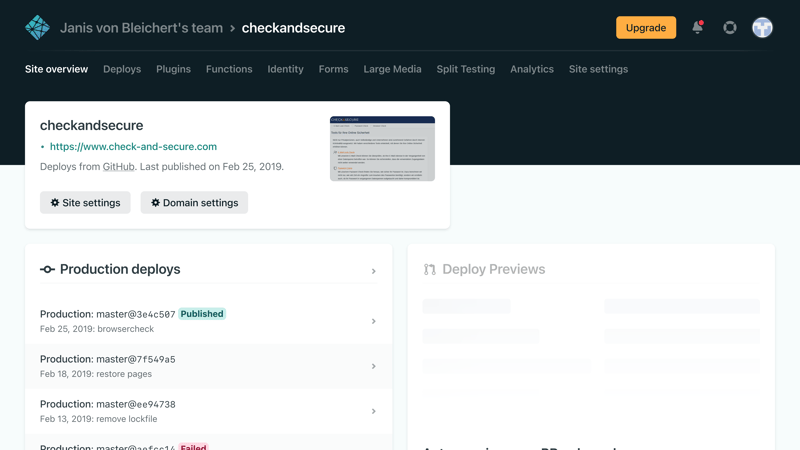 Janis von Bleichert's team > checkandsecure
Upgrade
Site overview Deploys Plugins Functions Identity Forms Large Media Split Testing Analytics Site settings
checkandsecure
https://www.check-and-secure.com
Deploys from GitHub. Last published on Feb 25, 2019.
Site settings Domain settings
Production deploys
Production: master@3e4c507 Published
Feb 25, 2019: browsercheck
Production: master@7f549a5
Feb 18, 2019: restore pages
Production: master@ee94738
Feb 13, 2019: remove lockfile
Production: master@aefcc14 Failed
Deploy Previews